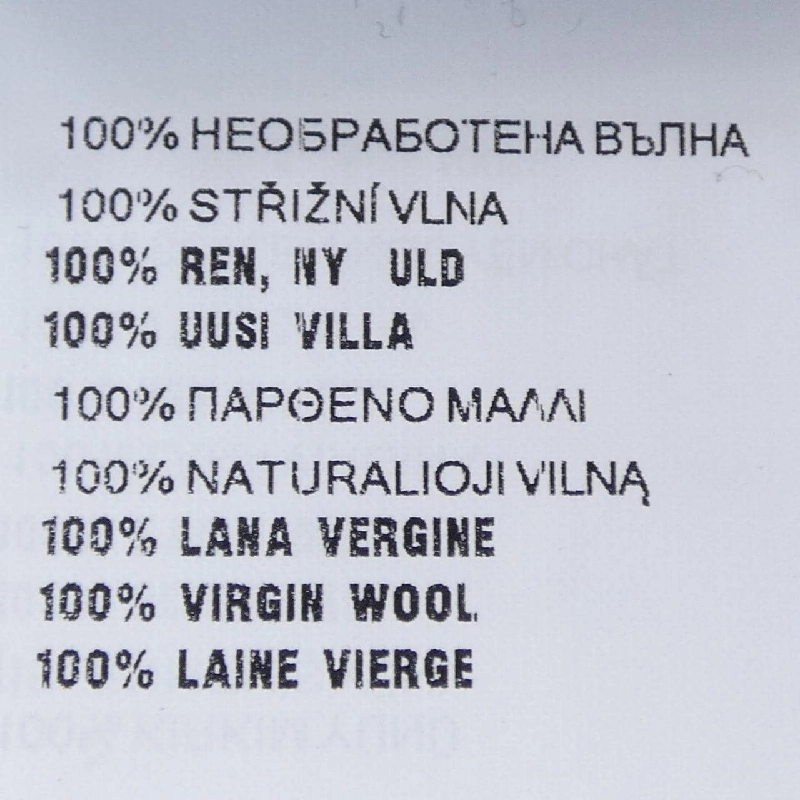 100% НЕОБРАБОТЕНА ВЪЛНА
100% STŘIŽNÍ VLNA
100% REN, NY ULD
100% UUSI VILLA
100% ΠΑΡΘΕΝΟ ΜΑΛΛΙ
100% NATURALIOJI VILNĄ
100% LANA VERGINE
100% VIRGIN WOOL
100% LAINE VIERGE